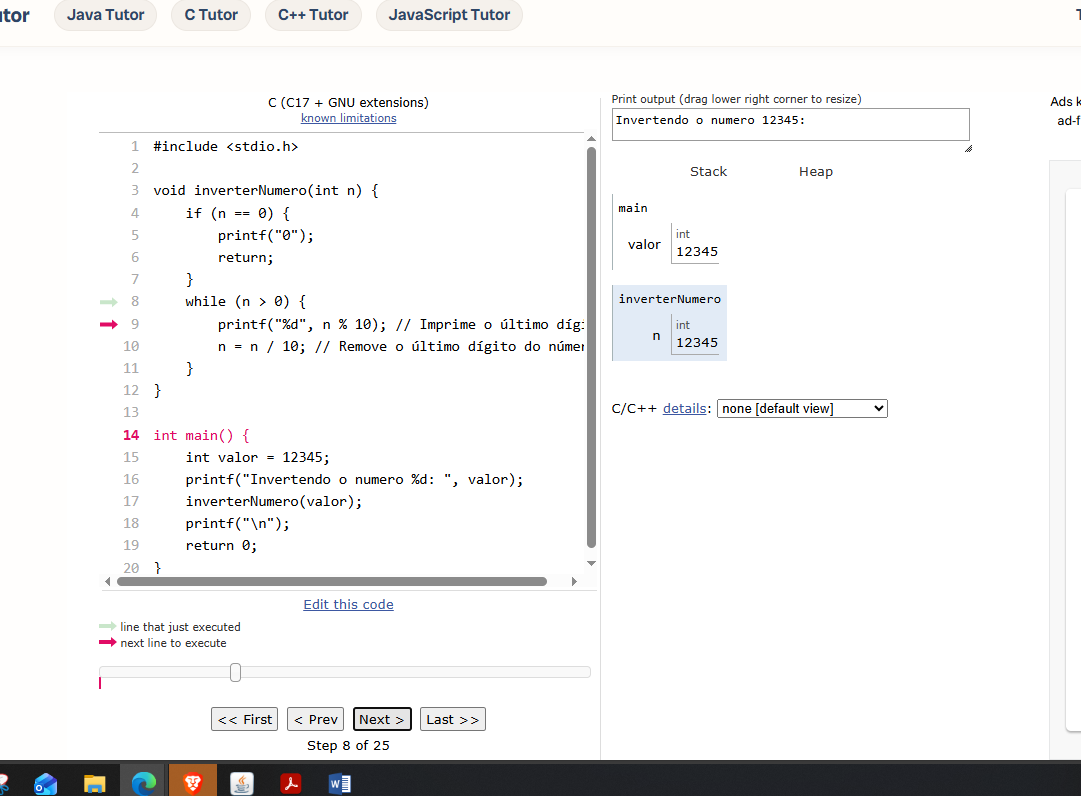 Java Tutor C Tutor C++ Tutor JavaScript Tutor
C (C17 + GNU extensions)
known limitations
1 #include <stdio.h>
2
3 void inverterNumero(int n) {
4     if (n == 0) {
5         printf("0");
6         return;
7     }
8     while (n > 0) {
9         printf("%d", n % 10); // Imprime o último
10         n = n / 10; // Remove o último dígito do
11     }
12 }
13
14 int main() {
15     int valor = 12345;
16     printf("Invertendo o numero %d: ", valor);
17     inverterNumero(valor);
18     printf("\n");
19     return 0;
20 }
Edit this code
line that just executed
next line to execute
<< First < Prev Next > Last >>
Step 8 of 25
Print output (drag lower right corner to resize)
Invertendo o numero 12345:
Stack Heap
main
int
valor 12345
inverterNumero
int
n 12345
C/C++ details: none [default view]
Ads
ad-f